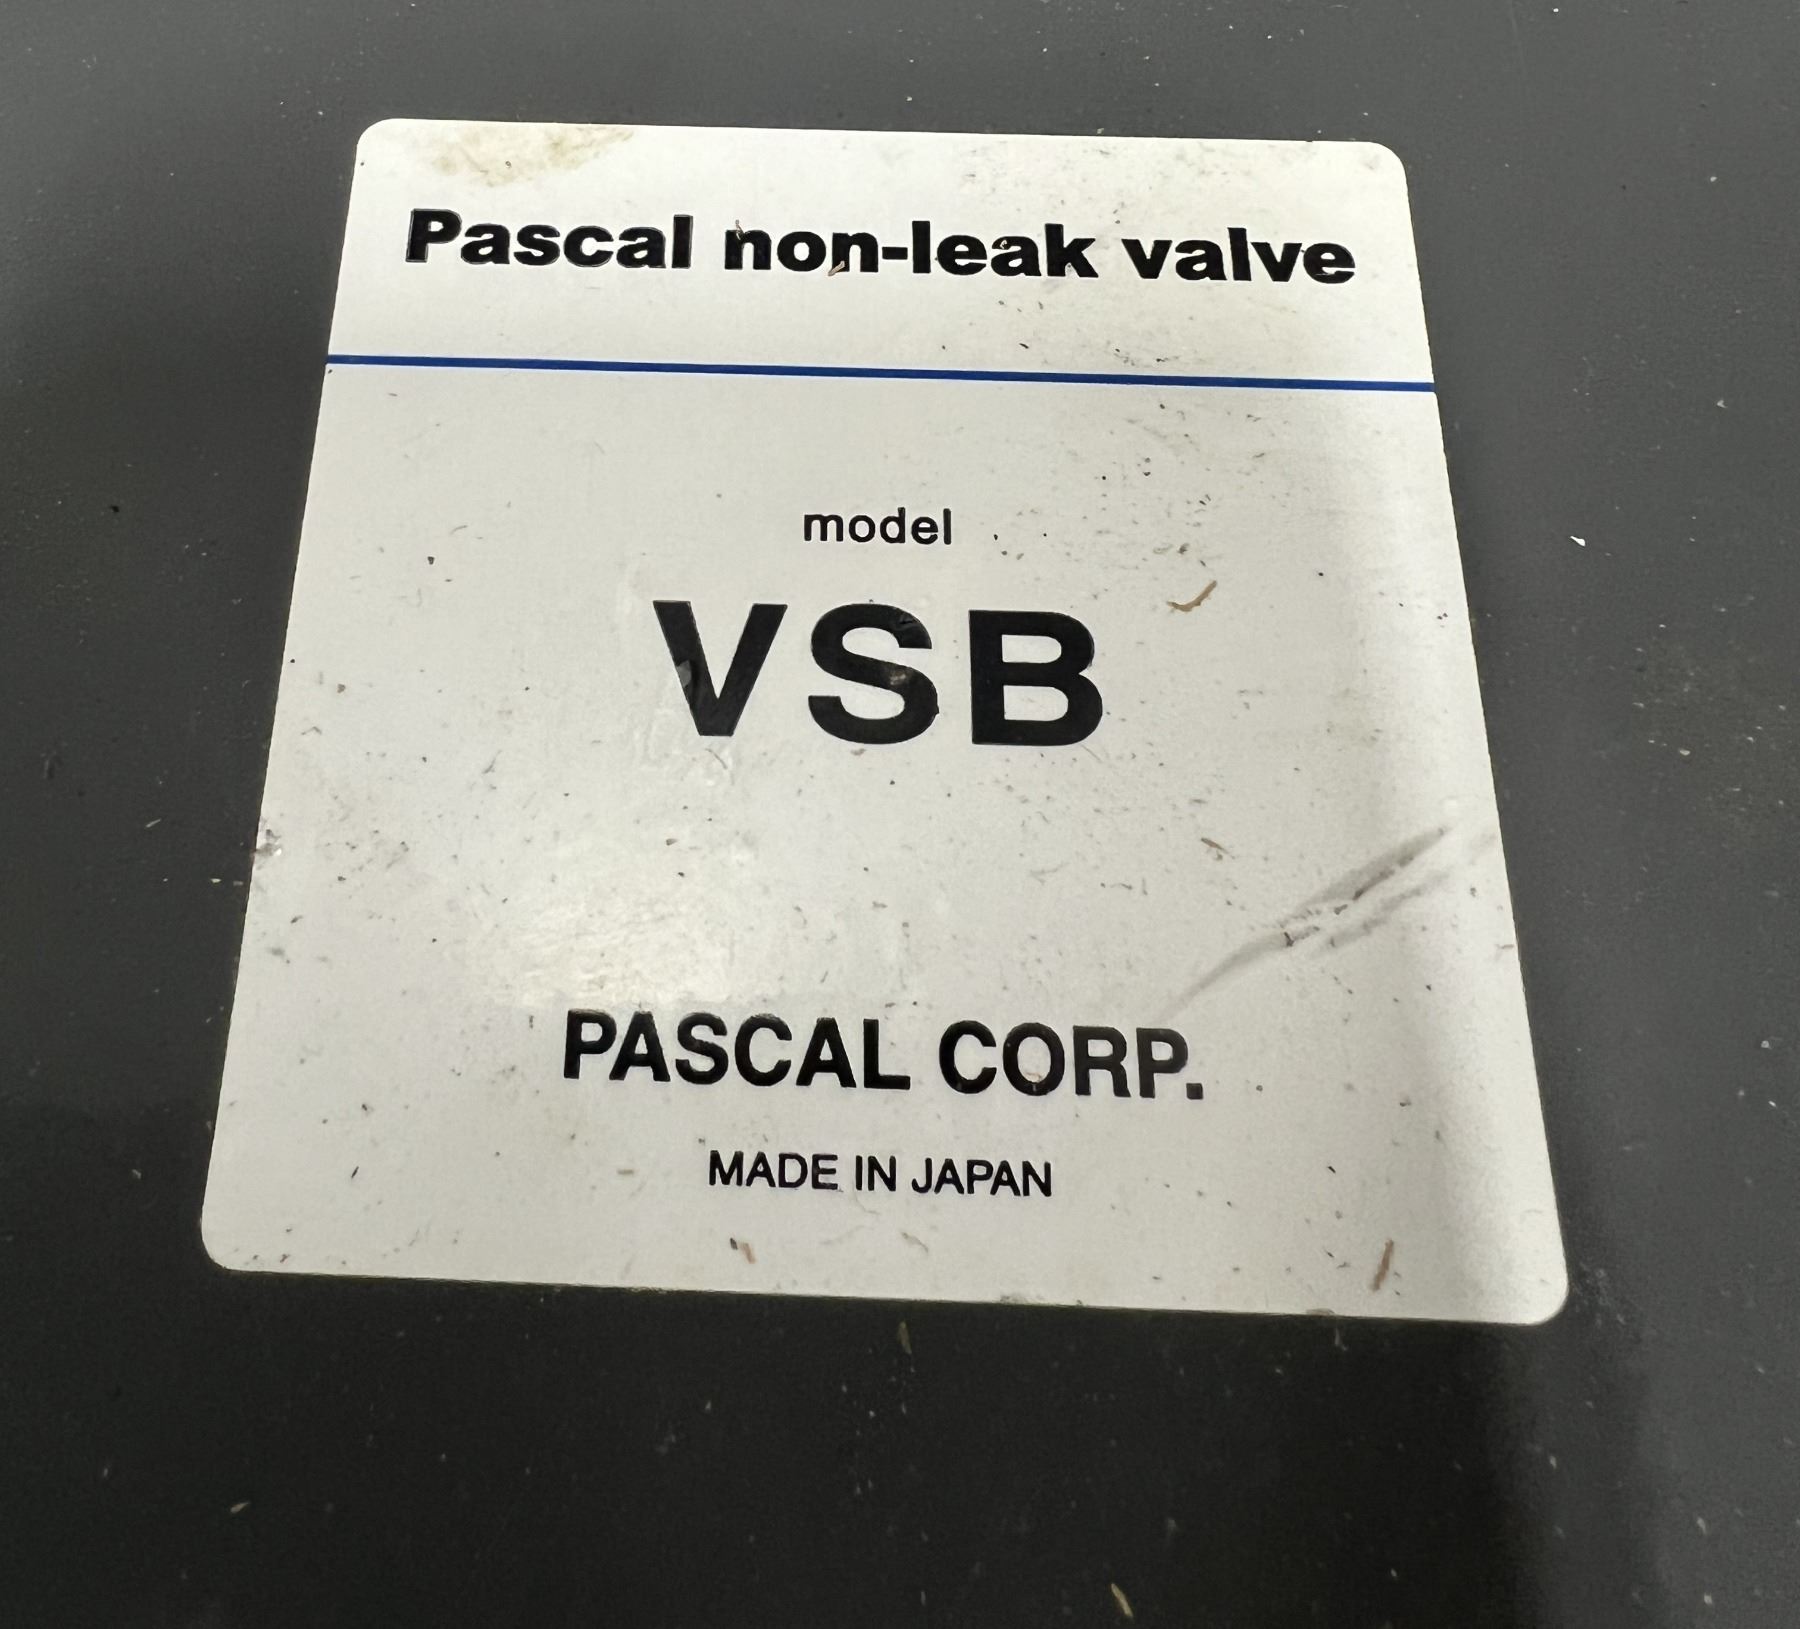 Pascal non-leak valve
model
VSB
PASCAL CORP.
MADE IN JAPAN